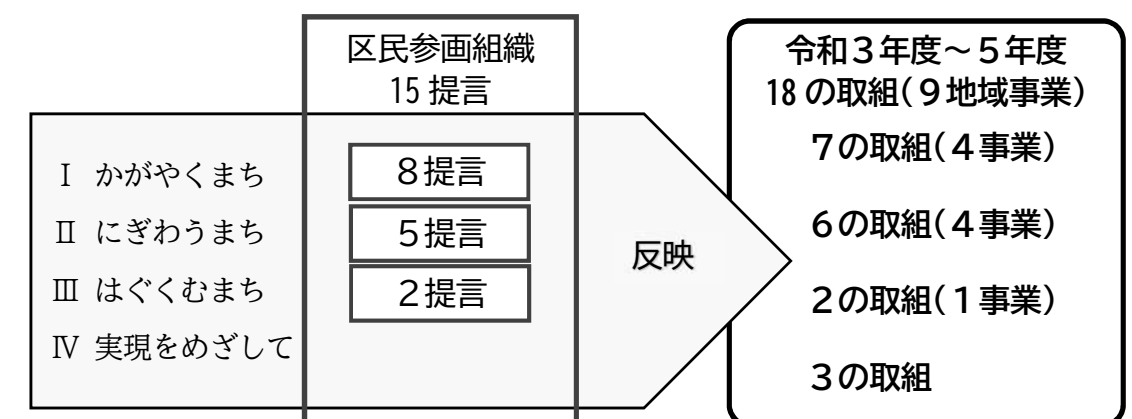 区民参画組織
15提言
Ⅰ かがやくまち
8提言
Ⅱ にぎわうまち
5提言
Ⅲ はぐくむまち
2提言
Ⅳ 実現をめざして
反映
令和3年度～5年度
18の取組(9地域事業)
7の取組(4事業)
6の取組(4事業)
2の取組(1事業)
3の取組